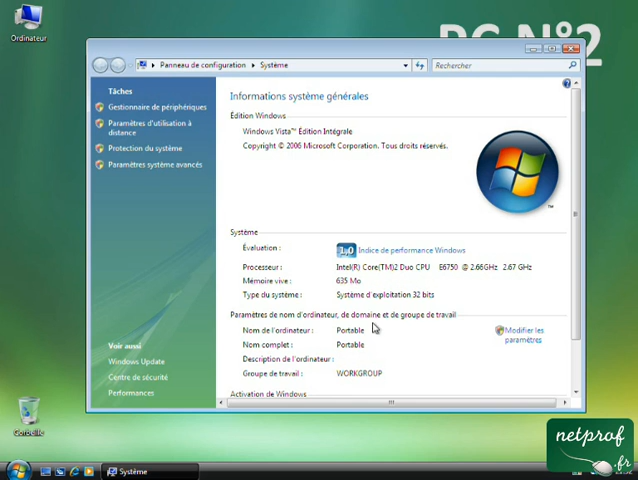 PC N°2
Ordinateur
Panneau de configuration
Système
Rechercher
Tâches
Gestionnaire de périphériques
Paramètres d'utilisation à
distance
Protection du système
Paramètres système avancés
Informations système générales
Édition Windows
Windows Vista™ Édition Intégrale
Copyright © 2006 Microsoft Corporation. Tous droits réservés.
Système
Évaluation :
1,0
Indice de performance Windows
Processeur :
Intel(R) Core(TM)2 Duo CPU E6750 @ 2.66GHz 2.67 GHz
Mémoire vive :
635 Mo
Type du système :
Système d'exploitation 32 bits
Paramètres de nom d'ordinateur, de domaine et de groupe de travail
Nom de l'ordinateur :
Portable
Modifier les
paramètres
Nom complet :
Portable
Description de l'ordinateur :
Groupe de travail :
WORKGROUP
Activation de Windows
Voir aussi
Windows Update
Centre de sécurité
Performances
Corbeille
Système
netprof
.fr